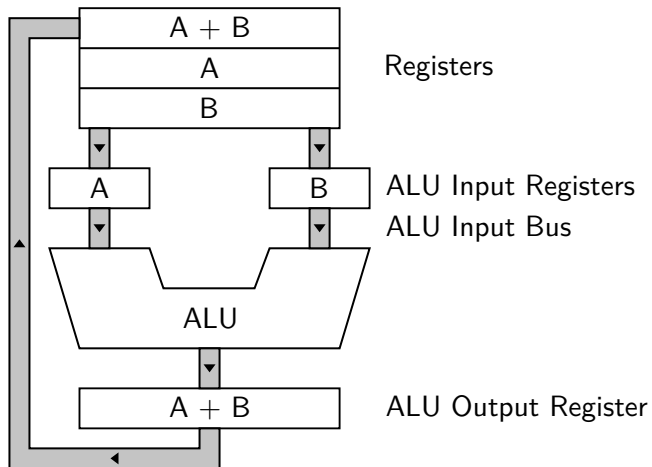 A + B
A
Registers
B
A
B
ALU Input Registers
ALU Input Bus
ALU
A + B
ALU Output Register